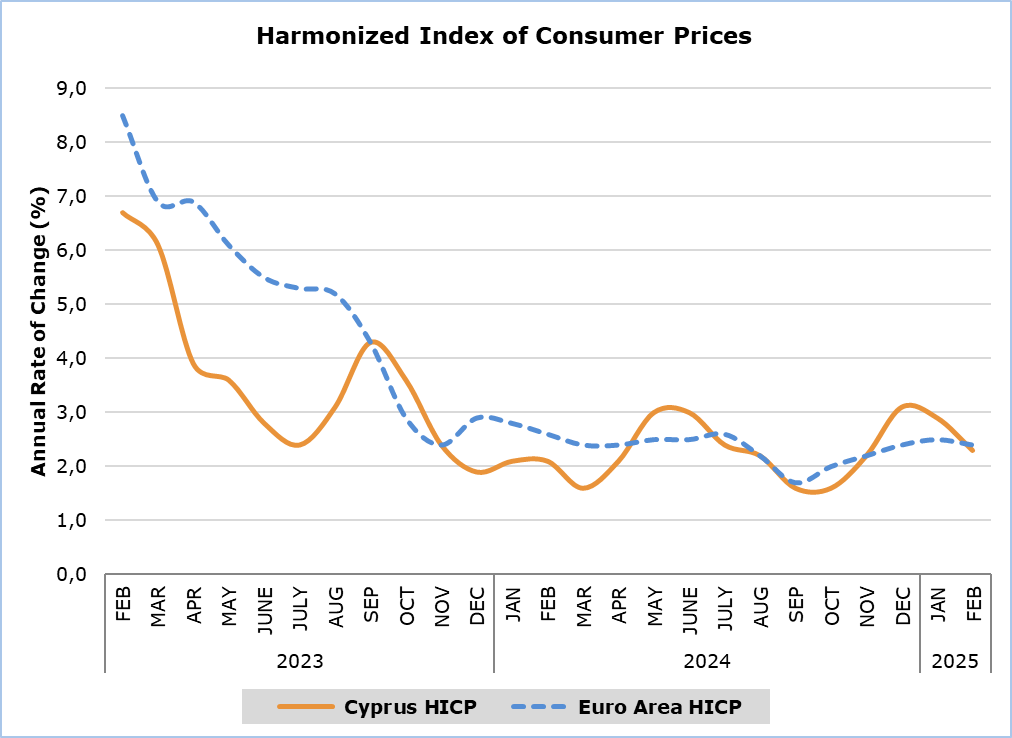 Harmonized Index of Consumer Prices
Annual Rate of Change (%)
9,0
8,0
7,0
6,0
5,0
4,0
3,0
2,0
1,0
0,0
FEB MAR APR MAY JUNE JULY AUG SEP OCT NOV DEC JAN FEB MAR APR MAY JUNE JULY AUG SEP OCT NOV DEC JAN FEB
2023 2024 2025
Cyprus HICP Euro Area HICP